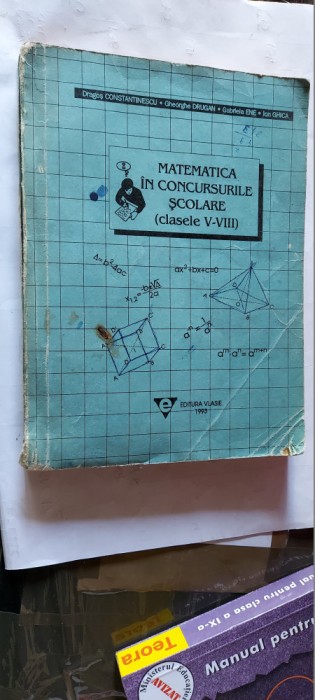 Dragoș CONSTANTINESCU • Gheorghe DRUGAN • Gabriela ENE • Ion GHICA
MATEMATICA
ÎN CONCURSURILE
ȘCOLARE
(clasele V-VIII)
Δ=b²-4ac
ax²+bx+c=0
aᵐ·aⁿ=aᵐ⁺ⁿ
e
EDITURA VLASIE
1993
Teora
Manual pentru clasa a IX-a
Ministerul Educației
AVIZAT
Manual pentru